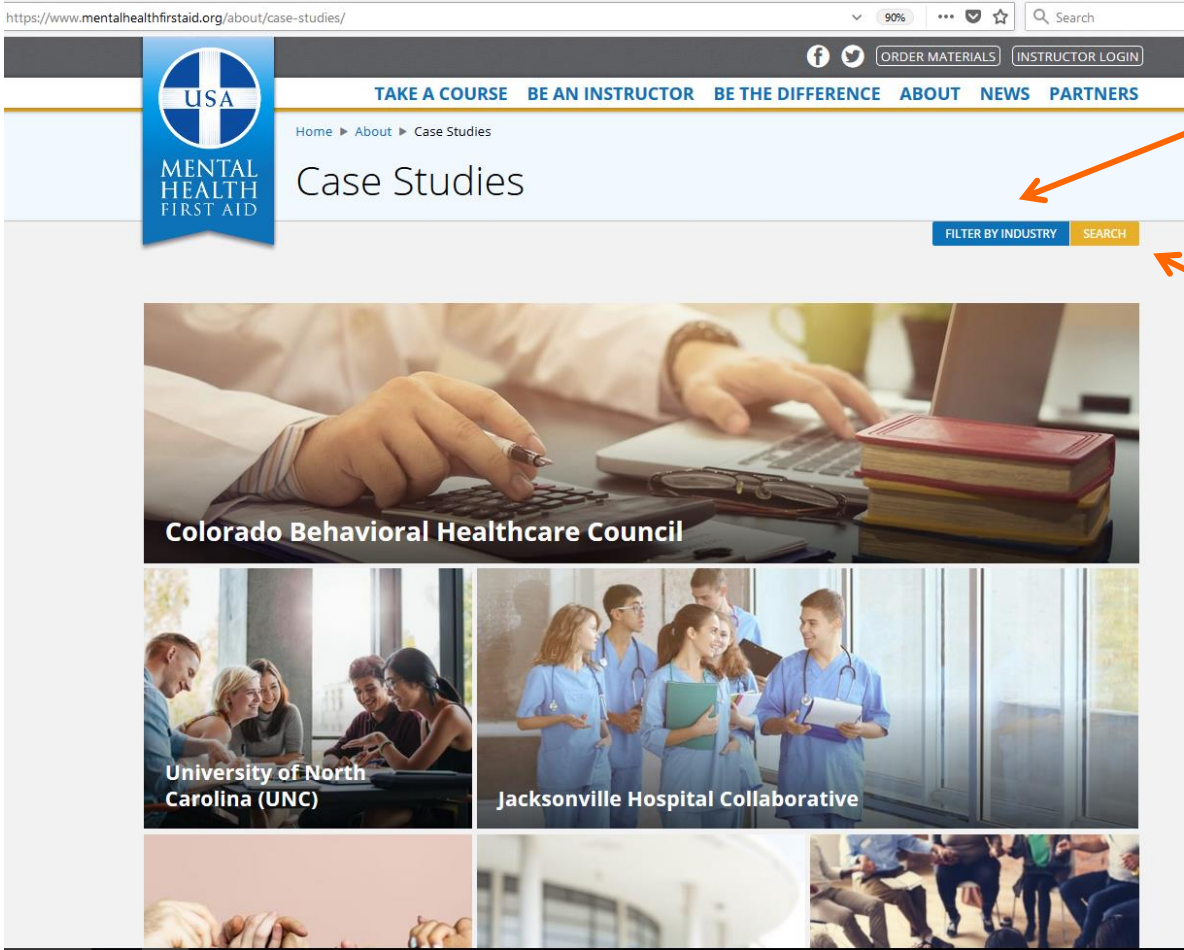 https://www.mentalhealthfirstaid.org/about/case-studies/
90%
Search
ORDER MATERIALS
INSTRUCTOR LOGIN
USA
MENTAL
HEALTH
FIRST AID
TAKE A COURSE BE AN INSTRUCTOR BE THE DIFFERENCE ABOUT NEWS PARTNERS
Home ▶ About ▶ Case Studies
Case Studies
FILTER BY INDUSTRY
SEARCH
Colorado Behavioral Healthcare Council
University of North
Carolina (UNC)
Jacksonville Hospital Collaborative